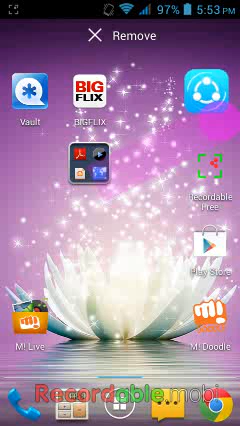 97% 5:53 PM
X Remove
BIG
FLIX
Vault
BIGFLIX
Recordable
Free
Play Store
m!
m!
M! Live
M! Doodle
Recordable.mobi